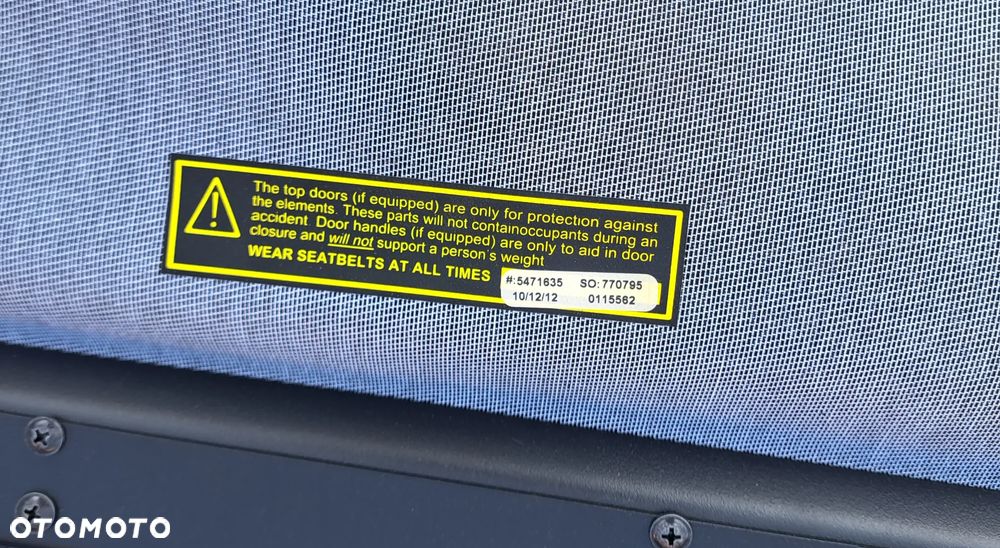 The top doors (if equipped) are only for protection against
the elements. These parts will not containoccupants during an
accident. Door handles (if equipped) are only to aid in door
closure and will not support a person's weight
WEAR SEATBELTS AT ALL TIMES
#:5471635 SO:770795
10/12/12 0115562
OTOMOTO